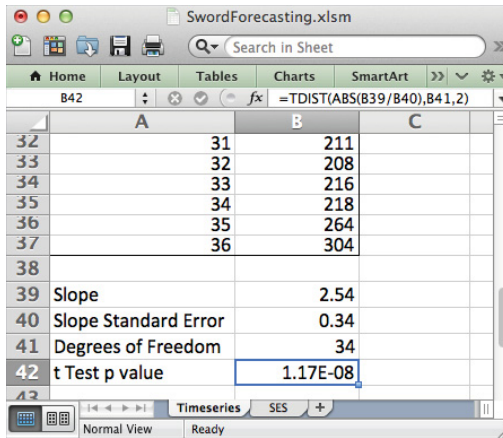 SwordForecasting.xlsm
Search in Sheet
Home Layout Tables Charts SmartArt
B42 fx =TDIST(ABS(B39/B40),B41,2)
A B C
32 31 211
33 32 208
34 33 216
35 34 218
36 35 264
37 36 304
38
39 Slope 2.54
40 Slope Standard Error 0.34
41 Degrees of Freedom 34
42 t Test p value 1.17E-08
43
Timeseries SES +
Normal View Ready